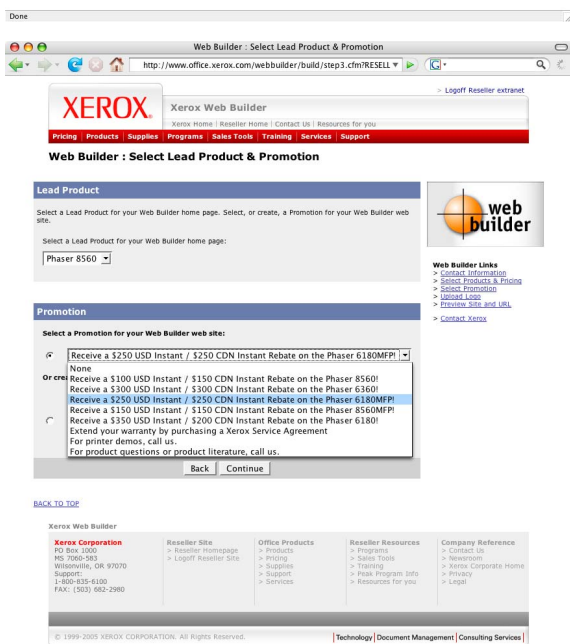 Done
Web Builder : Select Lead Product & Promotion
http://www.office.xerox.com/webbuilder/build/step3.cfm?RESELL
> Logoff Reseller extranet
XEROX.
Xerox Web Builder
Xerox Home | Reseller Home | Contact Us | Resources for you
Pricing | Products | Supplies | Programs | Sales Tools | Training | Services | Support
Web Builder : Select Lead Product & Promotion
Lead Product
Select a Lead Product for your Web Builder home page. Select, or create, a Promotion for your Web Builder web
site.
Select a Lead Product for your Web Builder home page:
Phaser 8560
web
builder
Web Builder Links
> Contact Information
> Select Products & Pricing
> Select Promotion
> Upload Logo
> Preview Site and URL
> Contact Xerox
Promotion
Select a Promotion for your Web Builder web site:
Receive a $250 USD Instant / $250 CDN Instant Rebate on the Phaser 6180MFP!
None
Or crea
Receive a $100 USD Instant / $150 CDN Instant Rebate on the Phaser 8560!
Receive a $300 USD Instant / $300 CDN Instant Rebate on the Phaser 6360!
Receive a $250 USD Instant / $250 CDN Instant Rebate on the Phaser 6180MFP!
Receive a $150 USD Instant / $150 CDN Instant Rebate on the Phaser 8560MFP!
Receive a $350 USD Instant / $200 CDN Instant Rebate on the Phaser 6180!
Extend your warranty by purchasing a Xerox Service Agreement
For printer demos, call us.
For product questions or product literature, call us.
Back Continue
BACK TO TOP
Xerox Web Builder
Xerox Corporation
PO Box 1000
MS 7060-583
Wilsonville, OR 97070
Support:
1-800-835-6100
FAX: (503) 682-2980
Reseller Site
> Reseller Homepage
> Logoff Reseller Site
Office Products
> Products
> Pricing
> Supplies
> Support
> Services
Reseller Resources
> Programs
> Sales Tools
> Training
> Peak Program Info
> Resources for you
Company Reference
> Contact Us
> Newsroom
> Xerox Corporate Home
> Privacy
> Legal
© 1999-2005 XEROX CORPORATION. All Rights Reserved.
Technology | Document Management | Consulting Services |